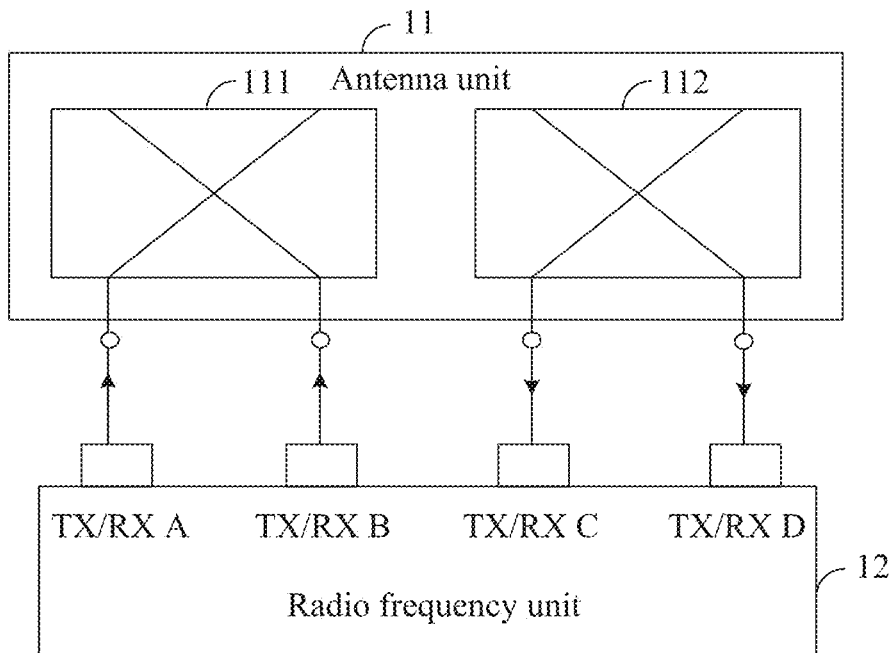 11
Antenna unit
111
112
TX/RX A
TX/RX B
TX/RX C
TX/RX D
12
Radio frequency unit